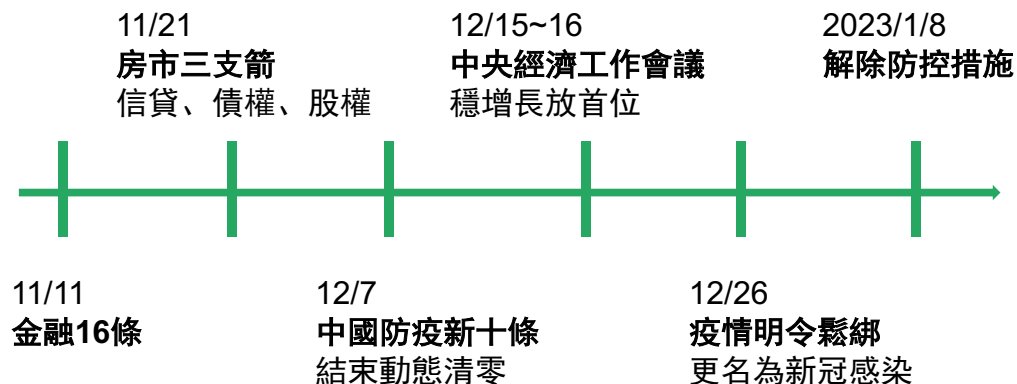 11/21
房市三支箭
信貸、債權、股權
12/15~16
中央經濟工作會議
穩增長放首位
2023/1/8
解除防控措施
11/11
金融16條
12/7
中國防疫新十條
結束動態清零
12/26
疫情明令鬆綁
更名為新冠感染